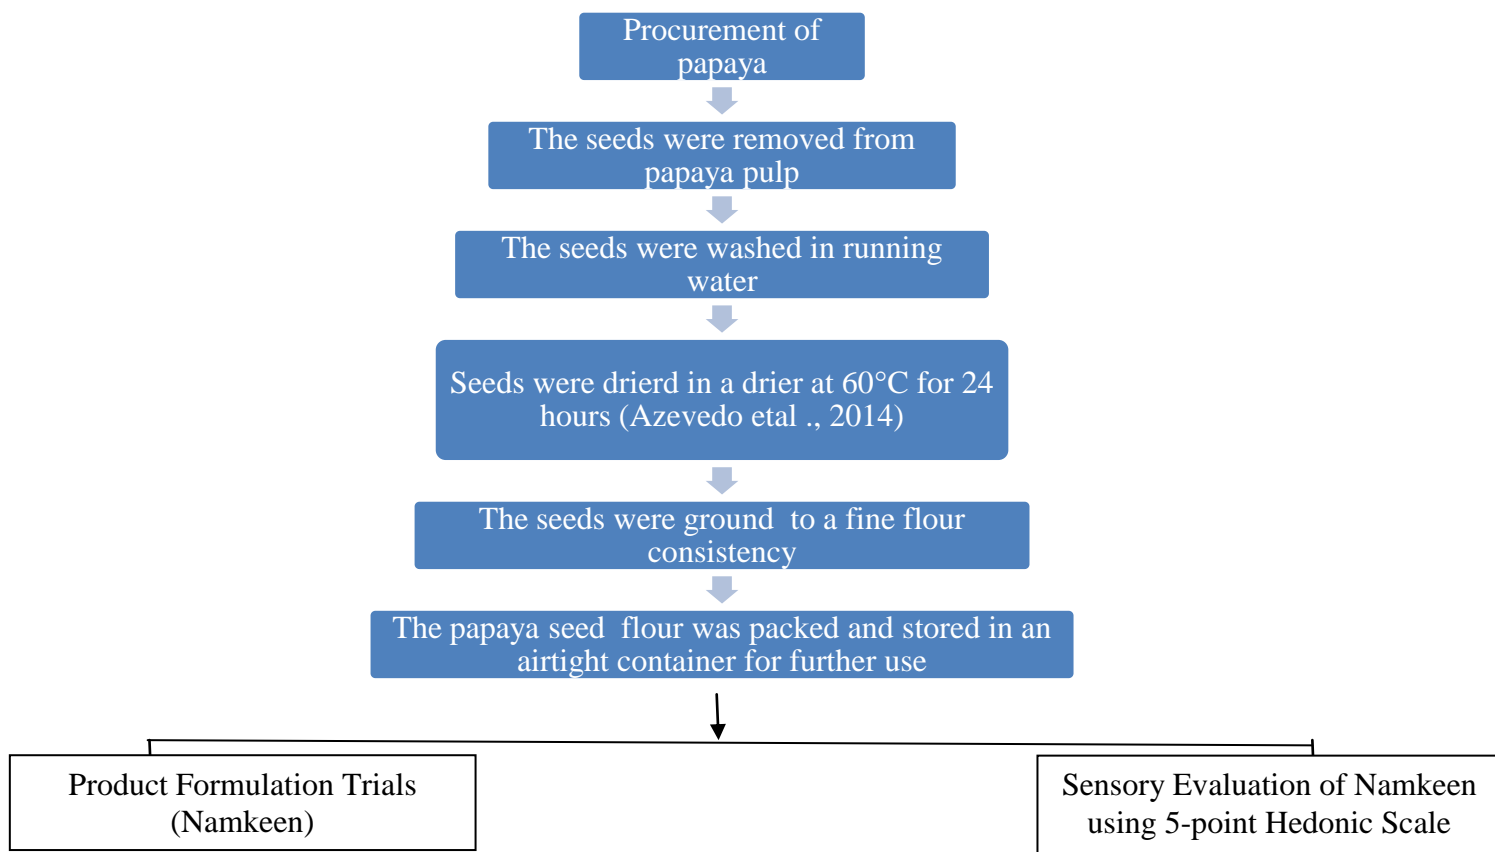 Procurement of
papaya
The seeds were removed from
papaya pulp
The seeds were washed in running
water
Seeds were drierd in a drier at 60°C for 24
hours (Azevedo etal ., 2014)
The seeds were ground  to a fine flour
consistency
The papaya seed  flour was packed and stored in an
airtight container for further use
Product Formulation Trials
(Namkeen)
Sensory Evaluation of Namkeen
using 5-point Hedonic Scale